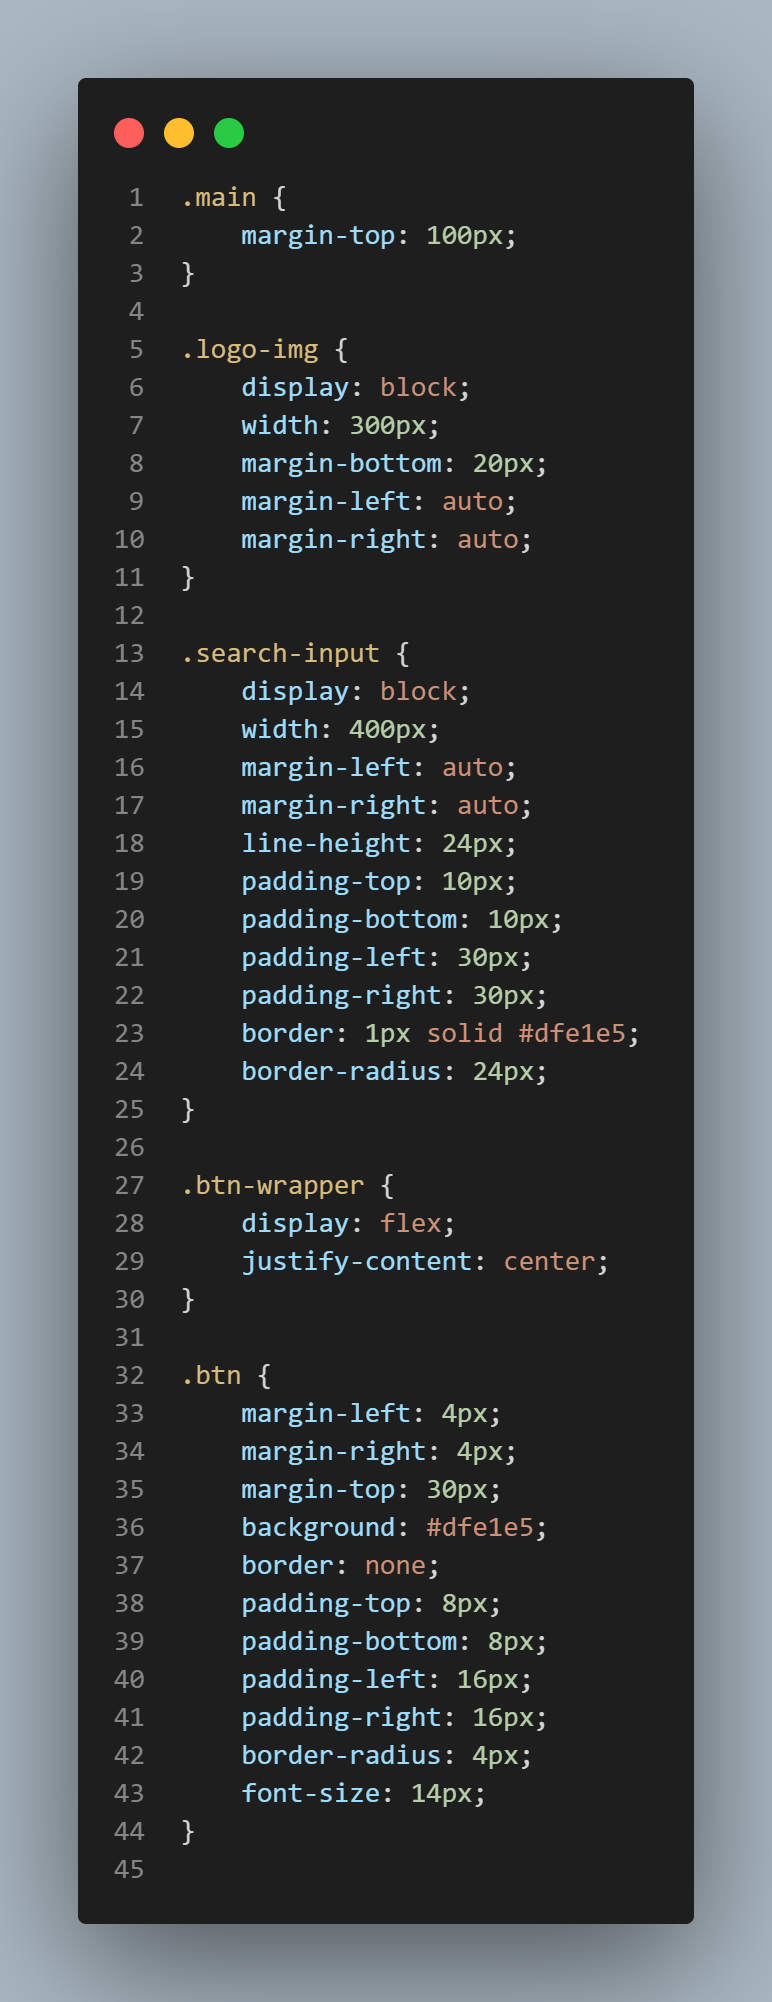 1 .main {
2     margin-top: 100px;
3 }
4
5 .logo-img {
6     display: block;
7     width: 300px;
8     margin-bottom: 20px;
9     margin-left: auto;
10     margin-right: auto;
11 }
12
13 .search-input {
14     display: block;
15     width: 400px;
16     margin-left: auto;
17     margin-right: auto;
18     line-height: 24px;
19     padding-top: 10px;
20     padding-bottom: 10px;
21     padding-left: 30px;
22     padding-right: 30px;
23     border: 1px solid #dfe1e5;
24     border-radius: 24px;
25 }
26
27 .btn-wrapper {
28     display: flex;
29     justify-content: center;
30 }
31
32 .btn {
33     margin-left: 4px;
34     margin-right: 4px;
35     margin-top: 30px;
36     background: #dfe1e5;
37     border: none;
38     padding-top: 8px;
39     padding-bottom: 8px;
40     padding-left: 16px;
41     padding-right: 16px;
42     border-radius: 4px;
43     font-size: 14px;
44 }
45